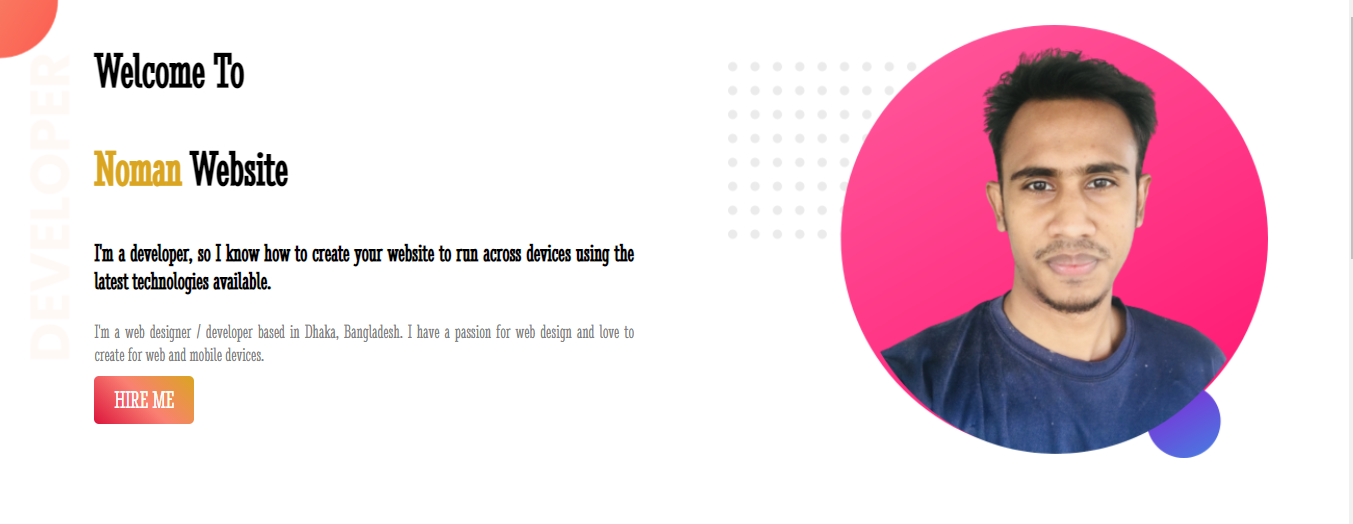 DEVELOPER
Welcome To
Noman Website
I'm a developer, so I know how to create your website to run across devices using the
latest technologies available.
I'm a web designer / developer based in Dhaka, Bangladesh. I have a passion for web design and love to
create for web and mobile devices.
HIRE ME